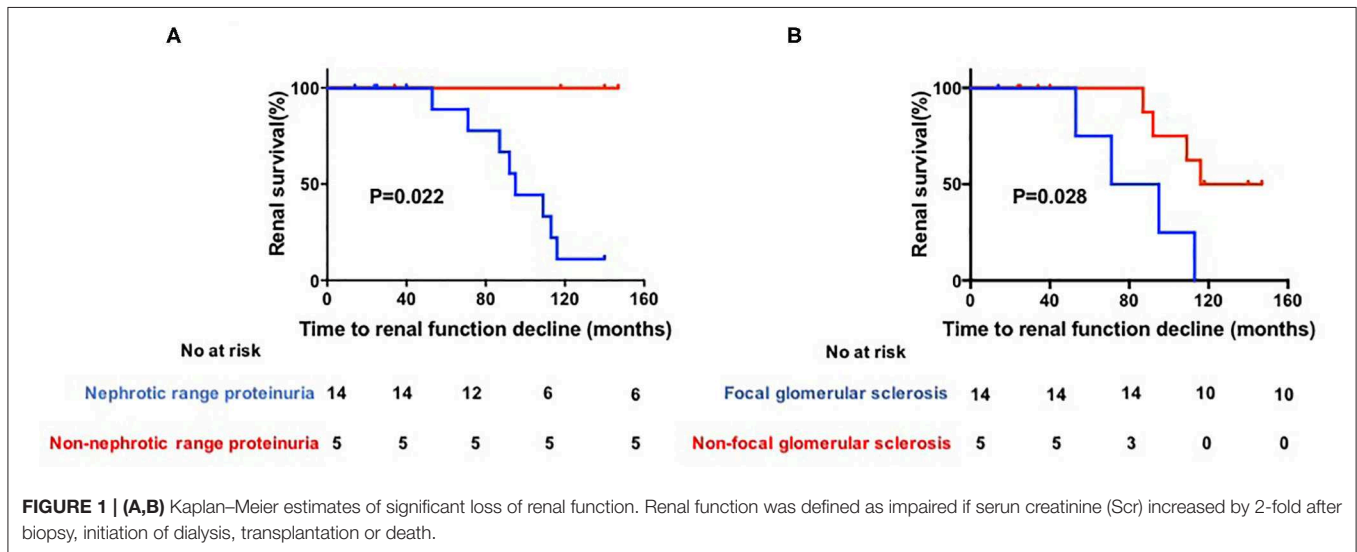 A
B
Renal survival(%)
100
50
0
P=0.022
0 40 80 120 160
Time to renal function decline (months)
No at risk
Nephrotic range proteinuria 14 14 12 6 6
Non-nephrotic range proteinuria 5 5 5 5 5
Renal survival(%)
100
50
0
P=0.028
0 40 80 120 160
Time to renal function decline (months)
No at risk
Focal glomerular sclerosis 14 14 14 10 10
Non-focal glomerular sclerosis 5 5 3 0 0
FIGURE 1 | (A,B) Kaplan–Meier estimates of significant loss of renal function. Renal function was defined as impaired if serun creatinine (Scr) increased by 2-fold after
biopsy, initiation of dialysis, transplantation or death.